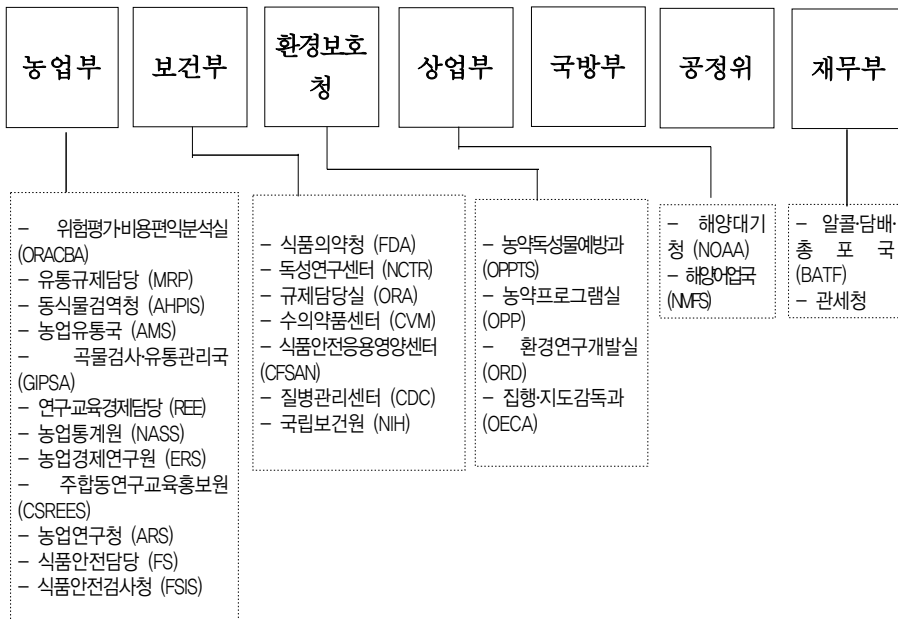 농업부
보건부
환경보호
청
상업부
국방부
공정위
재무부
- 위험평가·비용편익분석실
(ORACBA)
- 유통규제담당 (MRP)
- 동식물검역청 (AHPIS)
- 농업유통국 (AMS)
- 곡물검사·유통관리국
(GIPSA)
- 연구·교육경제담당 (REE)
- 농업통계원 (NASS)
- 농업경제연구원 (ERS)
- 주합동연구교육홍보원
(CSREES)
- 농업연구청 (ARS)
- 식품안전담당 (FS)
- 식품안전검사청 (FSIS)
- 식품의약청 (FDA)
- 독성연구센터 (NCTR)
- 규제담당실 (ORA)
- 수의약품센터 (CVM)
- 식품안전응용영양센터
(CFSAN)
- 질병관리센터 (CDC)
- 국립보건원 (NIH)
- 농약독성물예방과
(OPPTS)
- 농약프로그램실
(OPP)
- 환경연구개발실
(ORD)
- 집행·지도감독과
(OECA)
- 해양대기
청 (NOAA)
- 해양어업국
(NMFS)
- 알콜·담배·
총 포 국
(BATF)
- 관세청